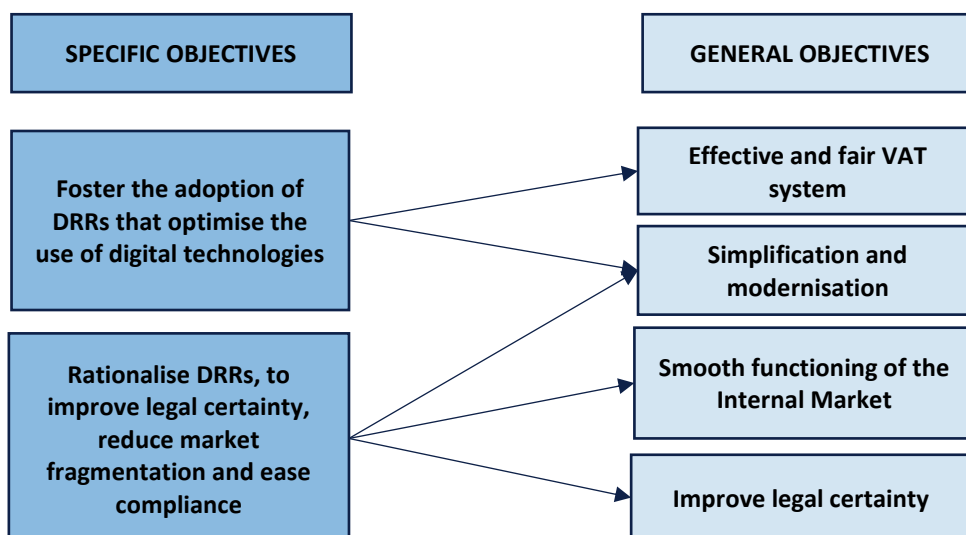 SPECIFIC OBJECTIVES
GENERAL OBJECTIVES
Foster the adoption of
DRRs that optimise the
use of digital technologies
Rationalise DRRs, to
improve legal certainty,
reduce market
fragmentation and ease
compliance
Effective and fair VAT
system
Simplification and
modernisation
Smooth functioning of the
Internal Market
Improve legal certainty